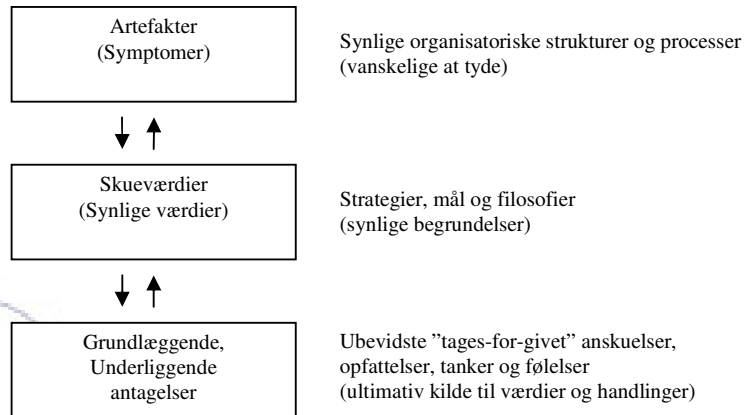 Artefakter
(Symptomer)
Synlige organisatoriske strukturer og processer
(vanskelige at tyde)
Skueværdier
(Synlige værdier)
Strategier, mål og filosofier
(synlige begrundelser)
Grundlæggende,
Underliggende
antagelser
Ubevidste ”tages-for-givet” anskuelser,
opfattelser, tanker og følelser
(ultimativ kilde til værdier og handlinger)